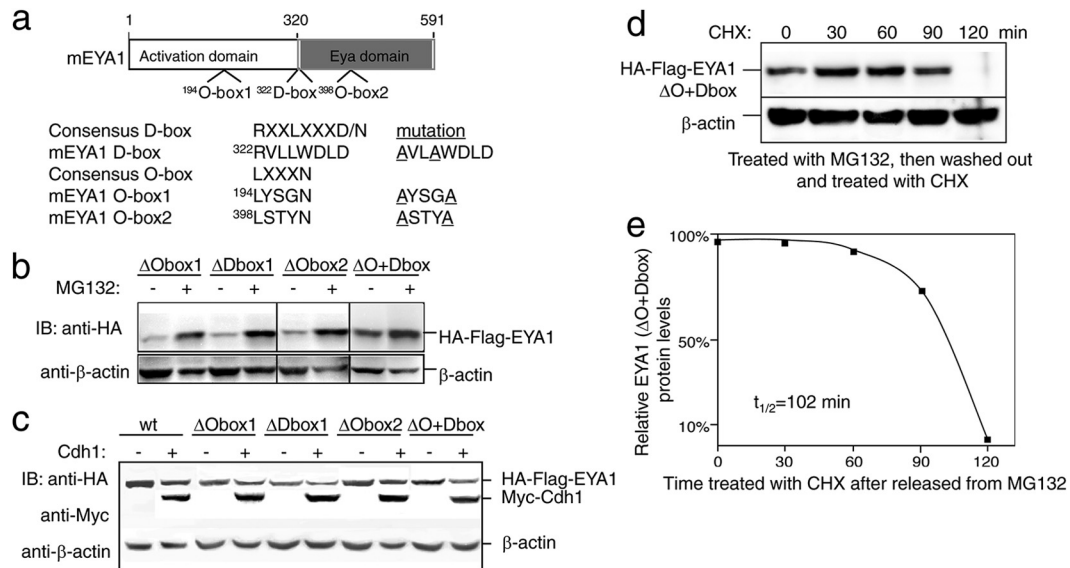 a
1 320 591
mEYA1 Activation domain Eya domain
194O-box1 322D-box 398O-box2
Consensus D-box RXXLXXXD/N mutation
mEYA1 D-box 322RVLLWDLD AVLAWDLD
Consensus O-box LXXXN
mEYA1 O-box1 194LYSGN AYSGA
mEYA1 O-box2 398LSTYN ASTYA
b
ΔObox1 ΔDbox1 ΔObox2 ΔO+Dbox
MG132: - + - + - + - +
IB: anti-HA HA-Flag-EYA1
anti-β-actin β-actin
c
wt ΔObox1 ΔDbox1 ΔObox2 ΔO+Dbox
Cdh1: - + - + - + - + - +
IB: anti-HA HA-Flag-EYA1
Myc-Cdh1
anti-Myc
anti-β-actin β-actin
d
CHX: 0 30 60 90 120 min
HA-Flag-EYA1
ΔO+Dbox
β-actin
Treated with MG132, then washed out
and treated with CHX
e
Relative EYA1 (ΔO+Dbox)
protein levels
100%
50%
10%
t1/2=102 min
0 30 60 90 120
Time treated with CHX after released from MG132